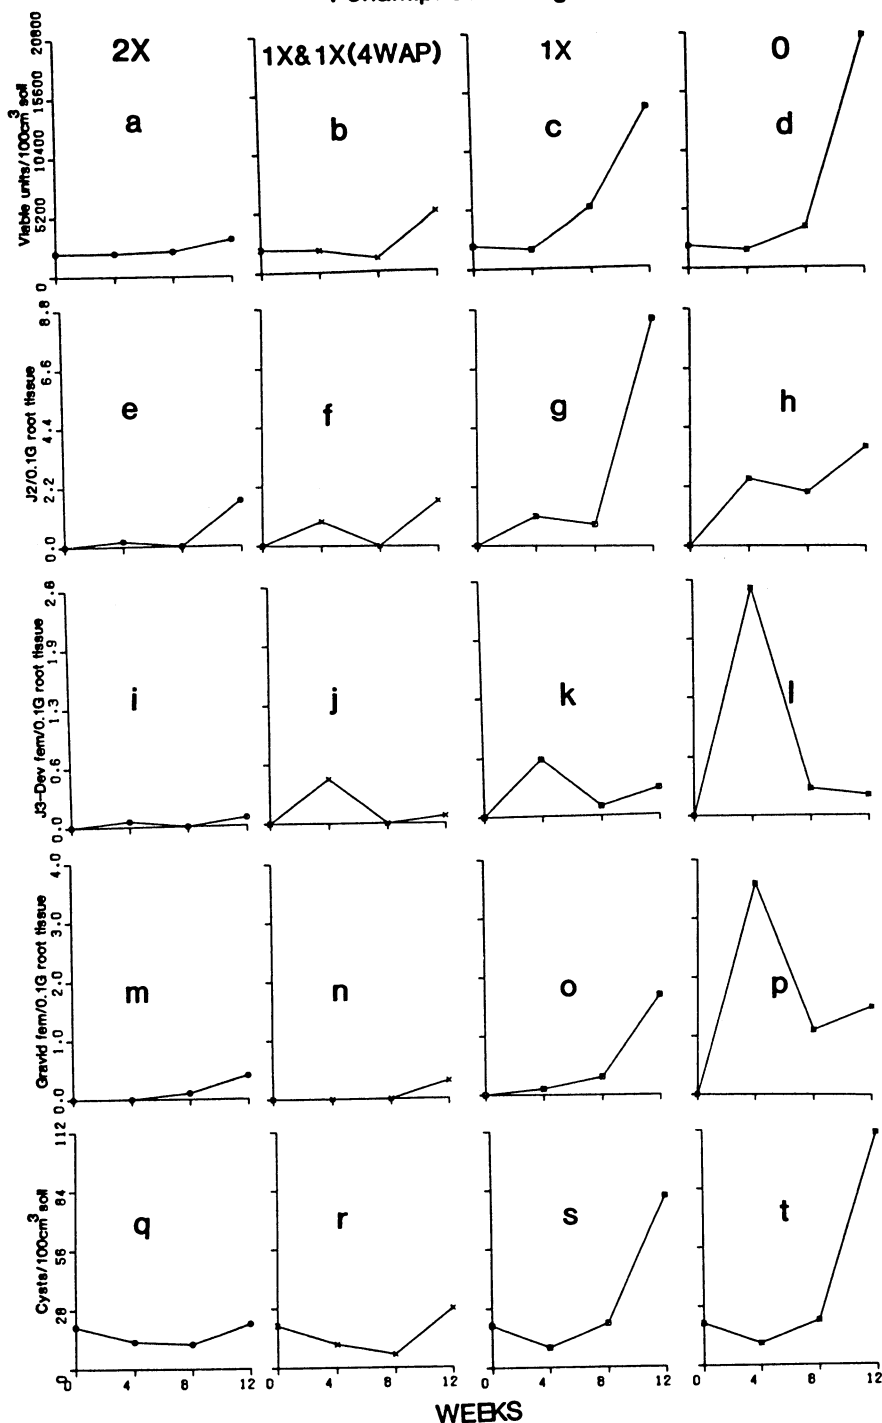 2X 1X&1X(4WAP) 1X 0
a b c d
Viable units/100cm³ soil
20800
15600
10400
5200
0
e f g h
J2/0.1G root tissue
8.8
6.6
4.4
2.2
0.0
i j k l
J3-Dev fem/0.1G root tissue
2.6
1.9
1.3
0.6
0.0
m n o p
Gravid fem/0.1G root tissue
4.0
3.0
2.0
1.0
0.0
q r s t
Cysts/100cm³ soil
112
84
56
28
0
0 4 8 12 0 4 8 12 0 4 8 12 0 4 8 12
WEEKS